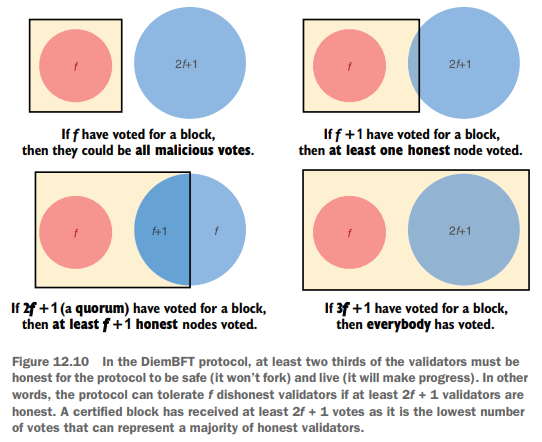 f
2f+1
If f have voted for a block,
then they could be all malicious votes.
f
2f+1
If f +1 have voted for a block,
then at least one honest node voted.
f
f+1
f
If 2f +1 (a quorum) have voted for a block,
then at least f +1 honest nodes voted.
f
2f+1
If 3f +1 have voted for a block,
then everybody has voted.
Figure 12.10 In the DiemBFT protocol, at least two thirds of the validators must be
honest for the protocol to be safe (it won't fork) and live (it will make progress). In other
words, the protocol can tolerate f dishonest validators if at least 2f + 1 validators are
honest. A certified block has received at least 2f + 1 votes as it is the lowest number
of votes that can represent a majority of honest validators.